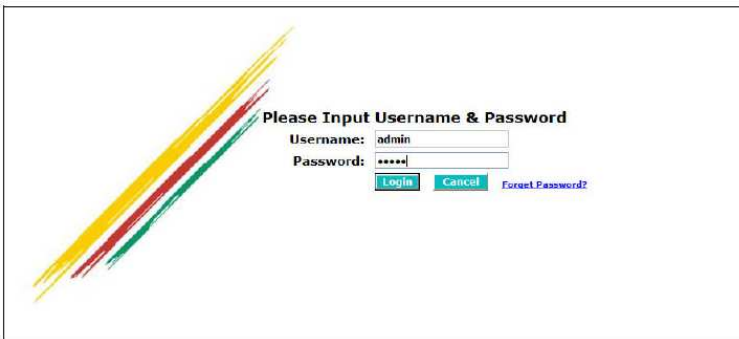 Please Input Username & Password
Username: admin
Password: •••••
Login Cancel Forget Password?